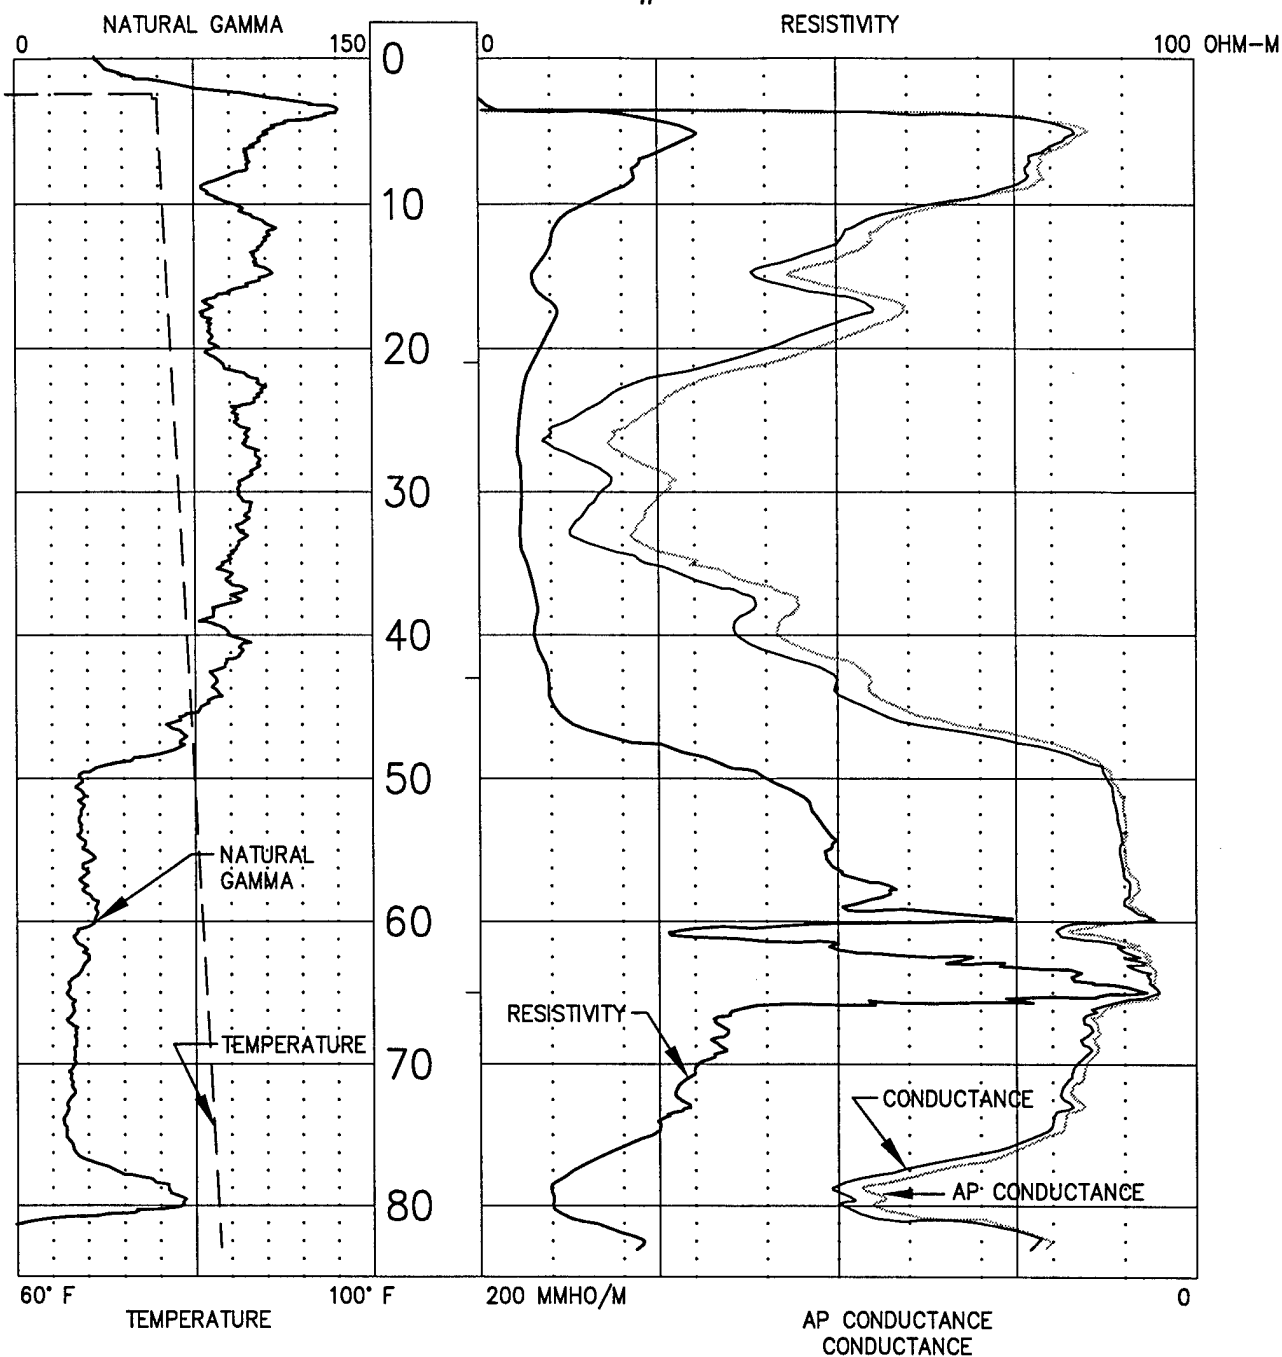 NATURAL GAMMA
RESISTIVITY
0
150
0
100 OHM-M
0
10
20
30
40
50
60
70
80
NATURAL
GAMMA
RESISTIVITY
TEMPERATURE
CONDUCTANCE
AP CONDUCTANCE
60° F
100° F
200 MMHO/M
0
TEMPERATURE
AP CONDUCTANCE
CONDUCTANCE